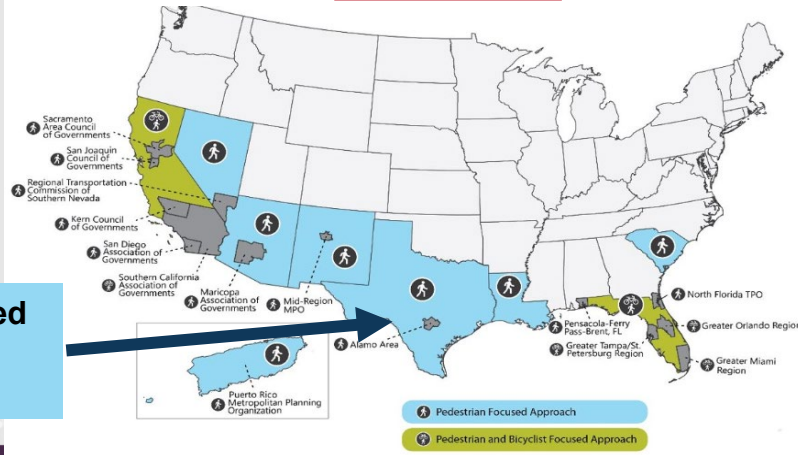 Sacramento
Area Council
of Governments
San Joaquin
Council of
Governments
Regional Transportation
Commission of
Southern Nevada
Kern Council
of Governments
San Diego
Association of
Governments
Southern California
Association of
Governments
Maricopa
Association of
Governments
Mid-Region
MPO
Alamo Area
ed
Puerto Rico
Metropolitan Planning
Organization
Pensacola-Ferry
Pass-Brent, FL
Greater Tampa/St.
Petersburg Region
North Florida TPO
Greater Orlando Region
Greater Miami
Region
Pedestrian Focused Approach
Pedestrian and Bicyclist Focused Approach